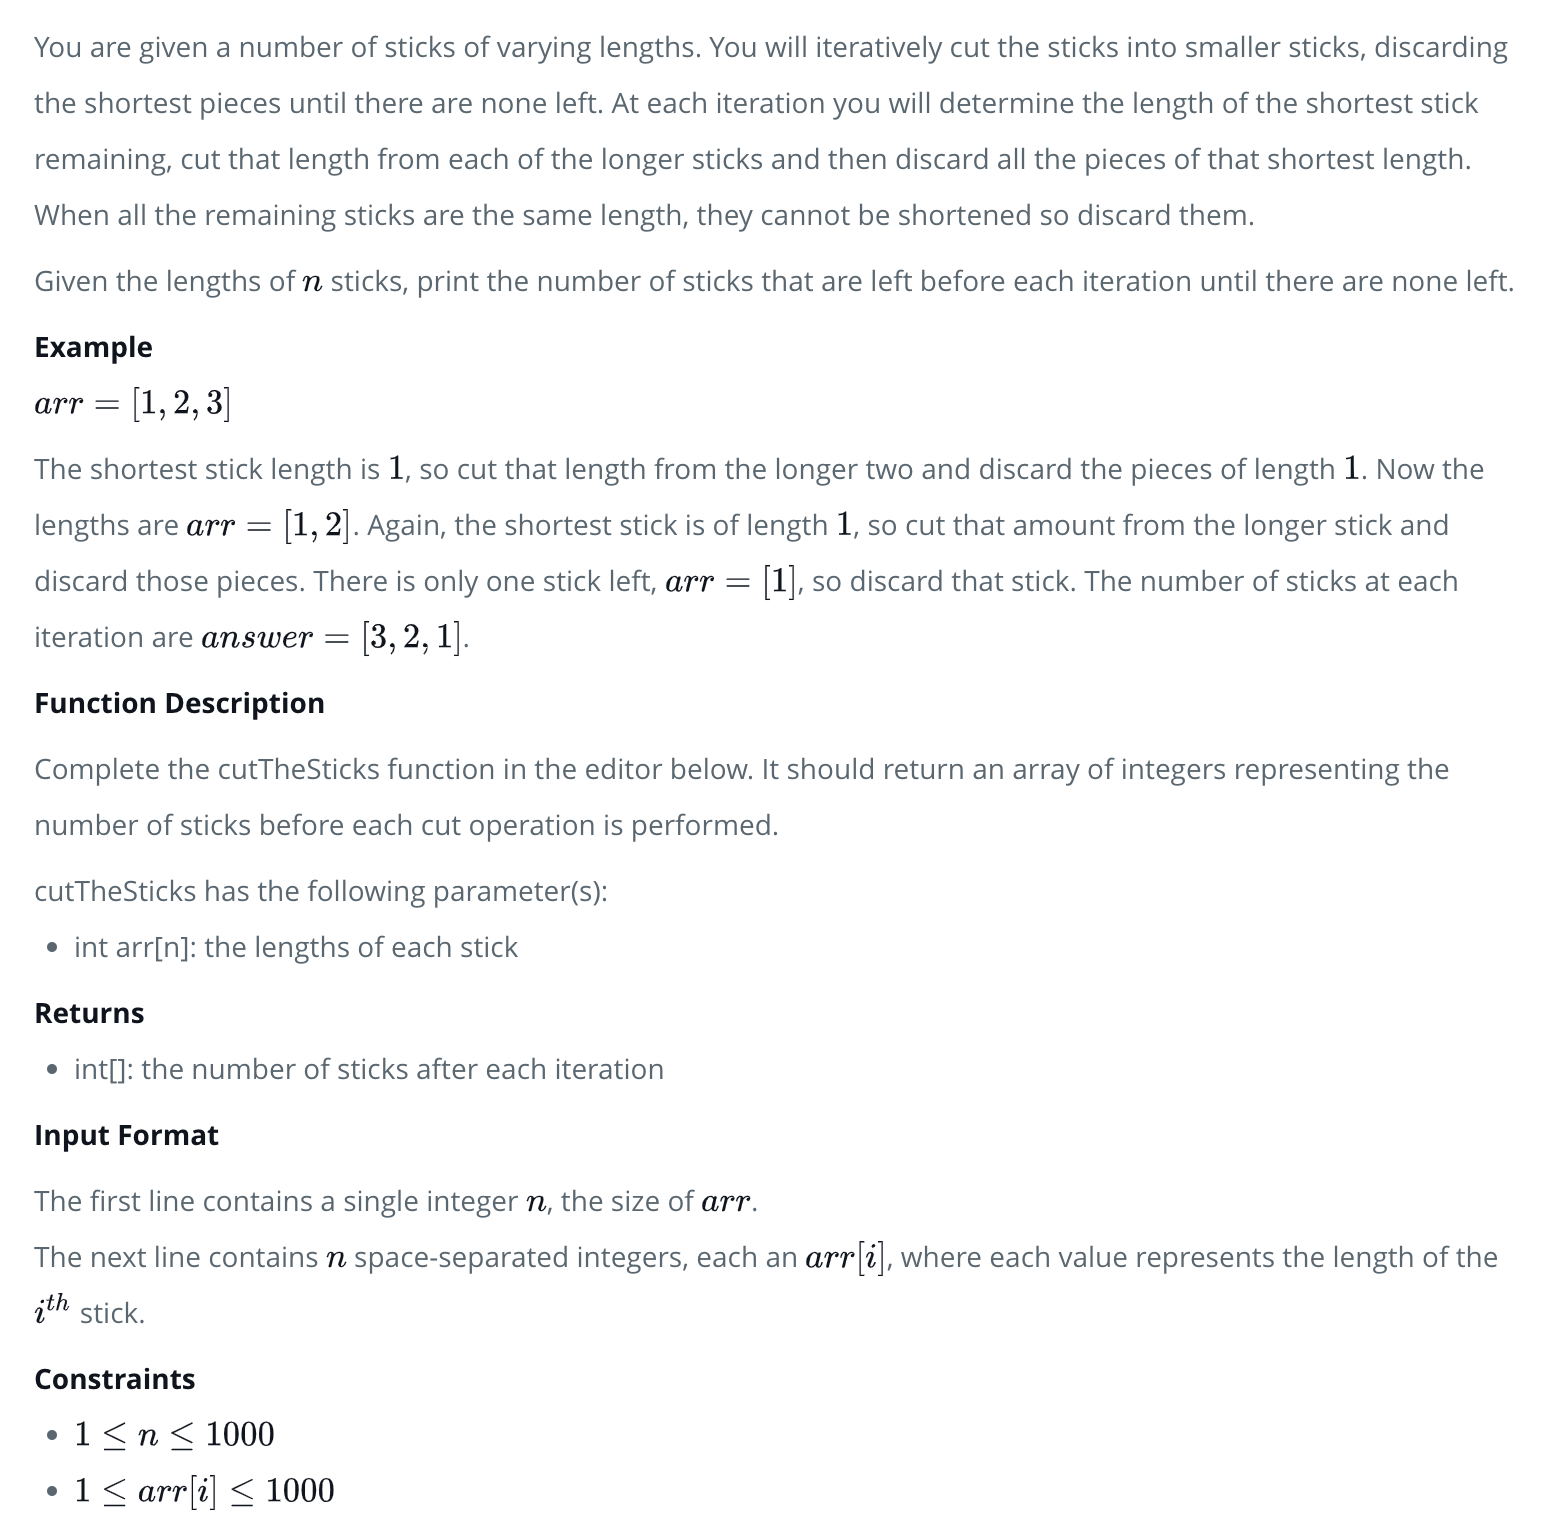 You are given a number of sticks of varying lengths. You will iteratively cut the sticks into smaller sticks, discarding
the shortest pieces until there are none left. At each iteration you will determine the length of the shortest stick
remaining, cut that length from each of the longer sticks and then discard all the pieces of that shortest length.
When all the remaining sticks are the same length, they cannot be shortened so discard them.
Given the lengths of n sticks, print the number of sticks that are left before each iteration until there are none left.
Example
arr = [1, 2, 3]
The shortest stick length is 1, so cut that length from the longer two and discard the pieces of length 1. Now the
lengths are arr = [1, 2]. Again, the shortest stick is of length 1, so cut that amount from the longer stick and
discard those pieces. There is only one stick left, arr = [1], so discard that stick. The number of sticks at each
iteration are answer = [3, 2, 1].
Function Description
Complete the cutTheSticks function in the editor below. It should return an array of integers representing the
number of sticks before each cut operation is performed.
cutTheSticks has the following parameter(s):
• int arr[n]: the lengths of each stick
Returns
• int[]: the number of sticks after each iteration
Input Format
The first line contains a single integer n, the size of arr.
The next line contains n space-separated integers, each an arr[i], where each value represents the length of the
i^th stick.
Constraints
• 1 ≤ n ≤ 1000
• 1 ≤ arr[i] ≤ 1000